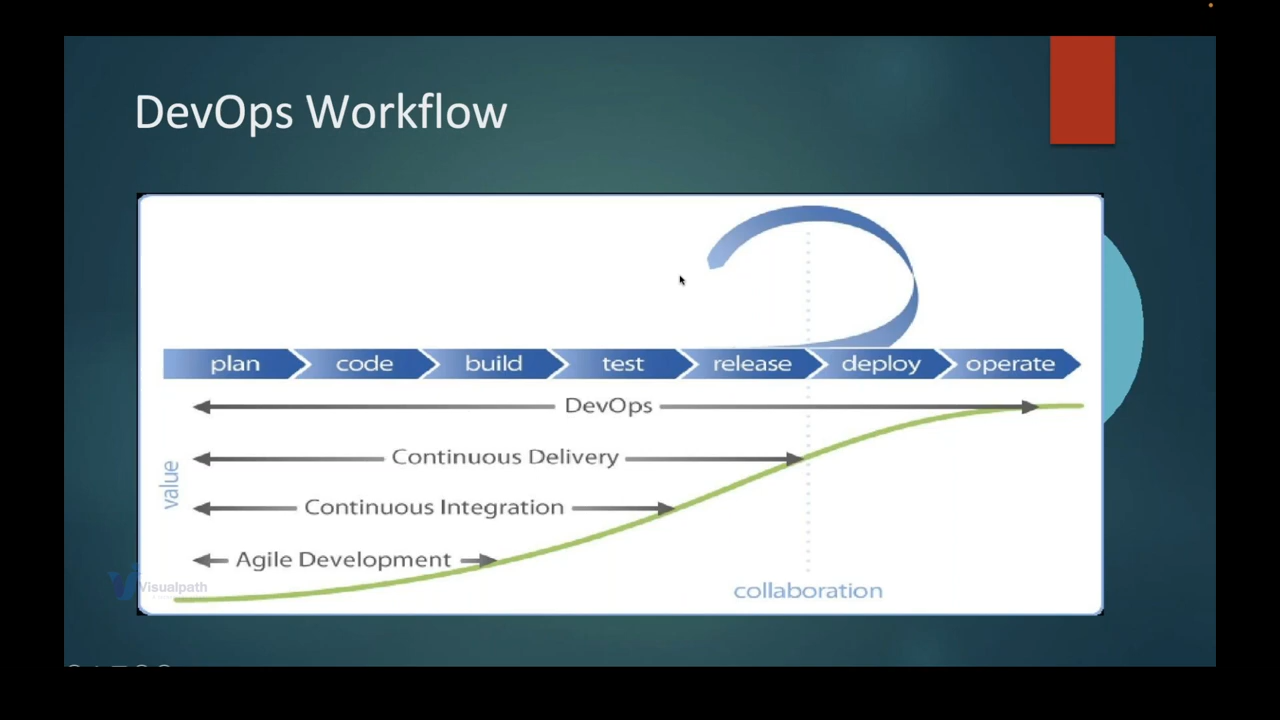 DevOps Workflow
plan code build test release deploy operate
DevOps
Continuous Delivery
value
Continuous Integration
Agile Development
Visualpath
collaboration